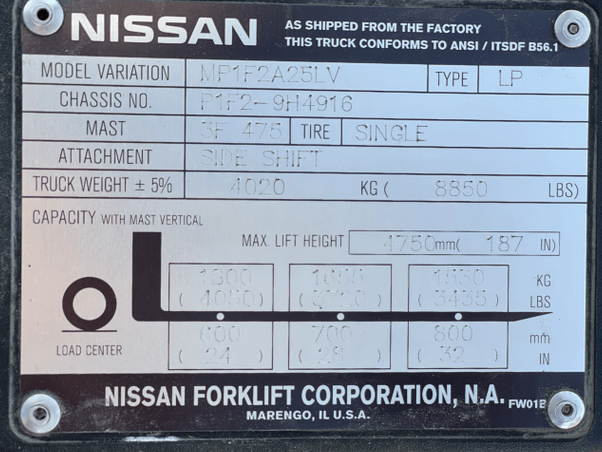 NISSAN
AS SHIPPED FROM THE FACTORY
THIS TRUCK CONFORMS TO ANSI / ITSDF B56.1
MODEL VARIATION MP1F2A25LV TYPE LP
CHASSIS NO. P1F2-9H4916
MAST 3F 475 TIRE SINGLE
ATTACHMENT SIDE SHIFT
TRUCK WEIGHT ± 5% 4020 KG ( 8850 LBS)
CAPACITY WITH MAST VERTICAL
MAX. LIFT HEIGHT 4750mm( 187 IN)
KG
( 4050 ) ( 3435 ) LBS
600 700 800 mm
LOAD CENTER ( 24 ) ( 28 ) ( 32 ) IN
NISSAN FORKLIFT CORPORATION, N.A.
MARENGO, IL U.S.A.